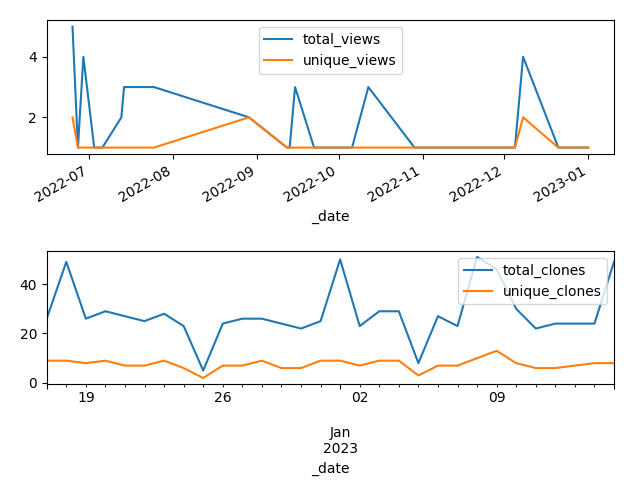 total_views
unique_views
4
2
2022-07
2022-08
2022-09
2022-10
2022-11
2022-12
2023-01
_date
total_clones
unique_clones
40
20
0
19
26
02
09
Jan
2023
_date